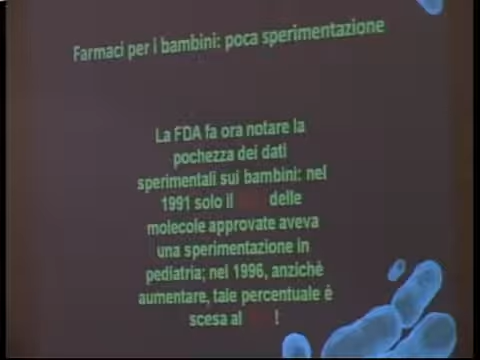 Farmaci per i bambini: poca sperimentazione
La FDA fa ora notare la
pochezza dei dati
sperimentali sui bambini: nel
1991 solo il delle
molecole approvate aveva
una sperimentazione in
pediatria; nel 1996, anzichè
aumentare, tale percentuale è
scesa al !